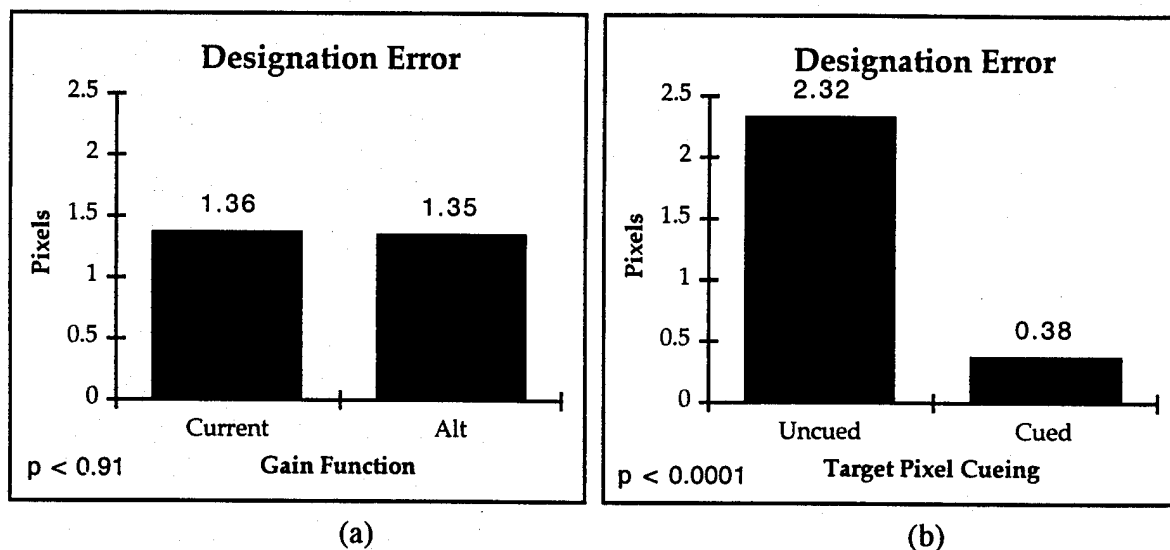 Designation Error
2.5
2
1.5
1
0.5
0
Pixels
1.36
1.35
Current
Alt
p < 0.91
Gain Function
(a)
Designation Error
2.5
2
1.5
1
0.5
0
Pixels
2.32
0.38
Uncued
Cued
p < 0.0001
Target Pixel Cueing
(b)